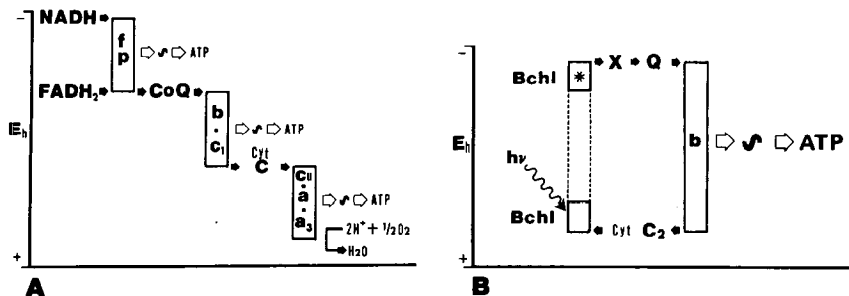 −
NADH
f
p
ATP
FADH₂ CoQ
Eh
b
·
c₁
ATP
Cyt
C
cu
·
a
·
a₃
ATP
2H⁺ + ½O₂
H₂O
+
A
−
Bchl * X Q
Eh
hν
b
ATP
Bchl
Cyt C₂
+
B